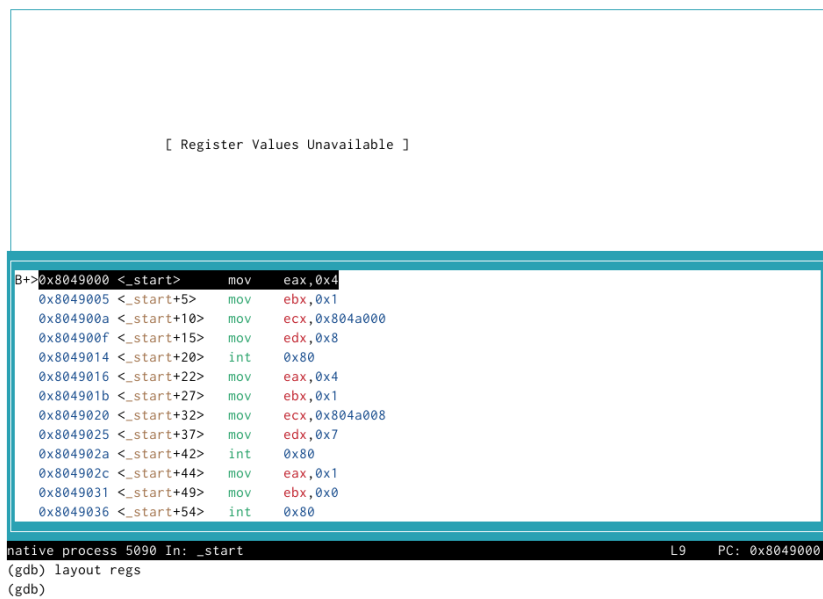 [ Register Values Unavailable ]
B+>0x8049000 <_start>      mov    eax,0x4
0x8049005 <_start+5>    mov    ebx,0x1
0x804900a <_start+10>   mov    ecx,0x804a000
0x804900f <_start+15>   mov    edx,0x8
0x8049014 <_start+20>   int    0x80
0x8049016 <_start+22>   mov    eax,0x4
0x804901b <_start+27>   mov    ebx,0x1
0x8049020 <_start+32>   mov    ecx,0x804a008
0x8049025 <_start+37>   mov    edx,0x7
0x804902a <_start+42>   int    0x80
0x804902c <_start+44>   mov    eax,0x1
0x8049031 <_start+49>   mov    ebx,0x0
0x8049036 <_start+54>   int    0x80
native process 5090 In: _start L9 PC: 0x8049000
(gdb) layout regs
(gdb)